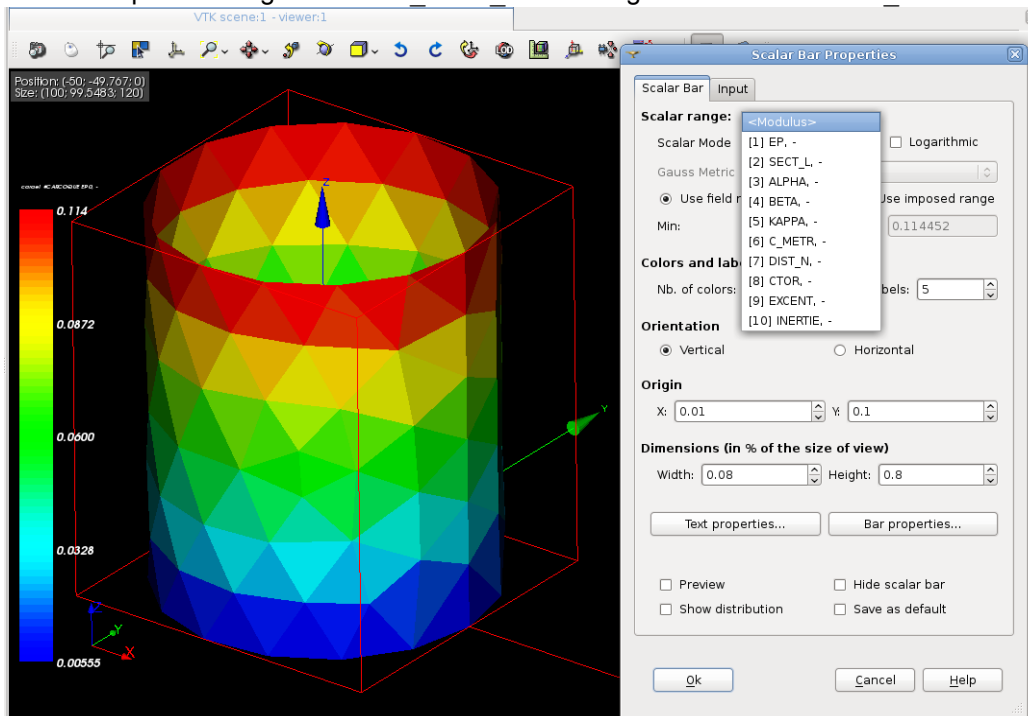 VTK scene:1 - viewer:1
Position: (-50; -49.767; 0)
Size: (100; 99.5483; 120)
0.114
0.0872
0.0600
0.0328
0.00555
Z
Y
Z
Y
X
Scalar Bar Properties
Scalar Bar
Input
Scalar range:
<Modulus>
Scalar Mode
[1] EP, -
Logarithmic
[2] SECT_L, -
Gauss Metric
[3] ALPHA, -
Use field
[4] BETA, -
Use imposed range
Min:
[5] KAPPA, -
0.114452
[6] C_METR, -
Colors and
[7] DIST_N, -
Nb. of colors:
[8] CTOR, -
5
[9] EXCENT, -
[10] INERTIE, -
Orientation
Vertical
Horizontal
Origin
X: 0.01
Y: 0.1
Dimensions (in % of the size of view)
Width: 0.08
Height: 0.8
Text properties...
Bar properties...
Preview
Hide scalar bar
Show distribution
Save as default
Ok
Cancel
Help